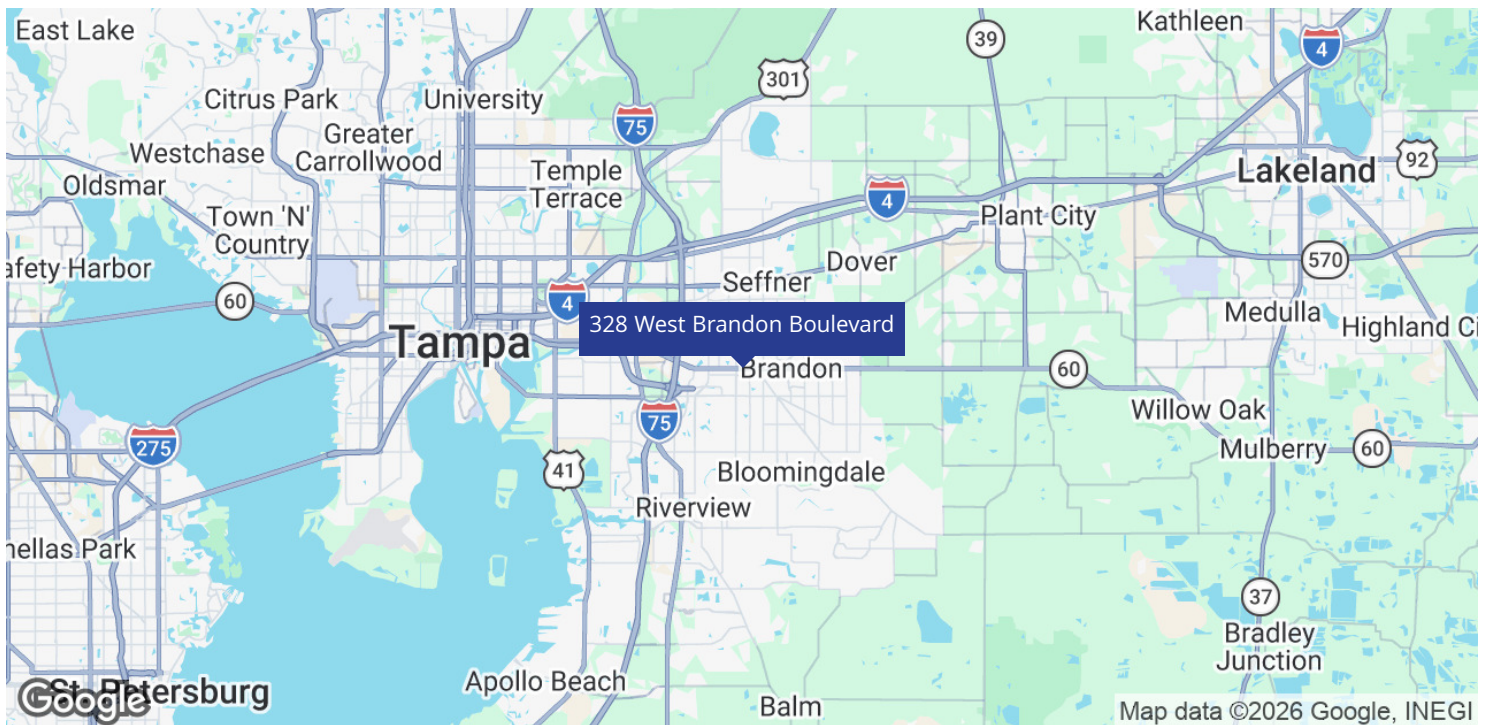 East Lake
Kathleen
39
4
301
Citrus Park
University
75
Greater
Carrollwood
Westchase
92
Temple
Terrace
Lakeland
Oldsmar
4
Town 'N'
Country
Plant City
afety Harbor
Dover
570
Seffner
60
4
Medulla
328 West Brandon Boulevard
Highland Ci
Tampa
Brandon
60
Willow Oak
75
275
Mulberry
60
41
Bloomingdale
Riverview
nellas Park
37
Bradley
Junction
Apollo Beach
St. Petersburg
Google
Balm
Map data ©2026 Google, INEGI